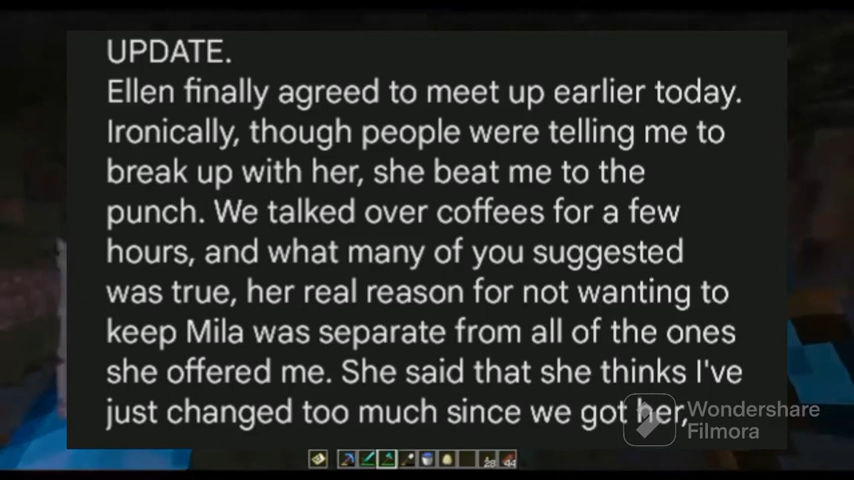 UPDATE.
Ellen finally agreed to meet up earlier today.
Ironically, though people were telling me to
break up with her, she beat me to the
punch. We talked over coffees for a few
hours, and what many of you suggested
was true, her real reason for not wanting to
keep Mila was separate from all of the ones
she offered me. She said that she thinks I've
just changed too much since we got her,
Wondershare
Filmora
28 44